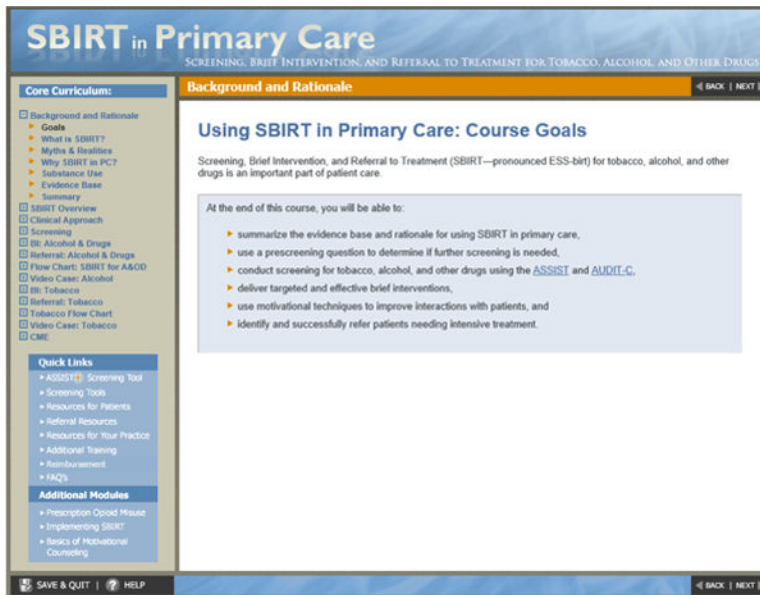 SBIRT in Primary Care
SCREENING, BRIEF INTERVENTION, AND REFERRAL TO TREATMENT FOR TOBACCO, ALCOHOL, AND OTHER DRUGS
Core Curriculum:
Background and Rationale
Goals
What is SBIRT?
Myths & Realities
Why SBIRT in PC?
Substance Use
Evidence Base
Summary
SBIRT Overview
Clinical Approach
Screening
BI: Alcohol & Drugs
Referral: Alcohol & Drugs
Flow Chart: SBIRT for A&OD
Video Case: Alcohol
BI: Tobacco
Referral: Tobacco
Tobacco Flow Chart
Video Case: Tobacco
CME
Quick Links
ASSIST Screening Tool
Screening Tools
Resources for Patients
Referral Resources
Resources for Your Practice
Additional Training
Reimbursement
FAQ's
Additional Modules
Prescription Opioid Misuse
Implementing SBIRT
Basics of Motivational
Counseling
Background and Rationale
BACK | NEXT
Using SBIRT in Primary Care: Course Goals
Screening, Brief Intervention, and Referral to Treatment (SBIRT—pronounced ESS-birt) for tobacco, alcohol, and other
drugs is an important part of patient care.
At the end of this course, you will be able to:
summarize the evidence base and rationale for using SBIRT in primary care,
use a prescreening question to determine if further screening is needed,
conduct screening for tobacco, alcohol, and other drugs using the ASSIST and AUDIT-C,
deliver targeted and effective brief interventions,
use motivational techniques to improve interactions with patients, and
identify and successfully refer patients needing intensive treatment.
SAVE & QUIT | HELP
BACK | NEXT